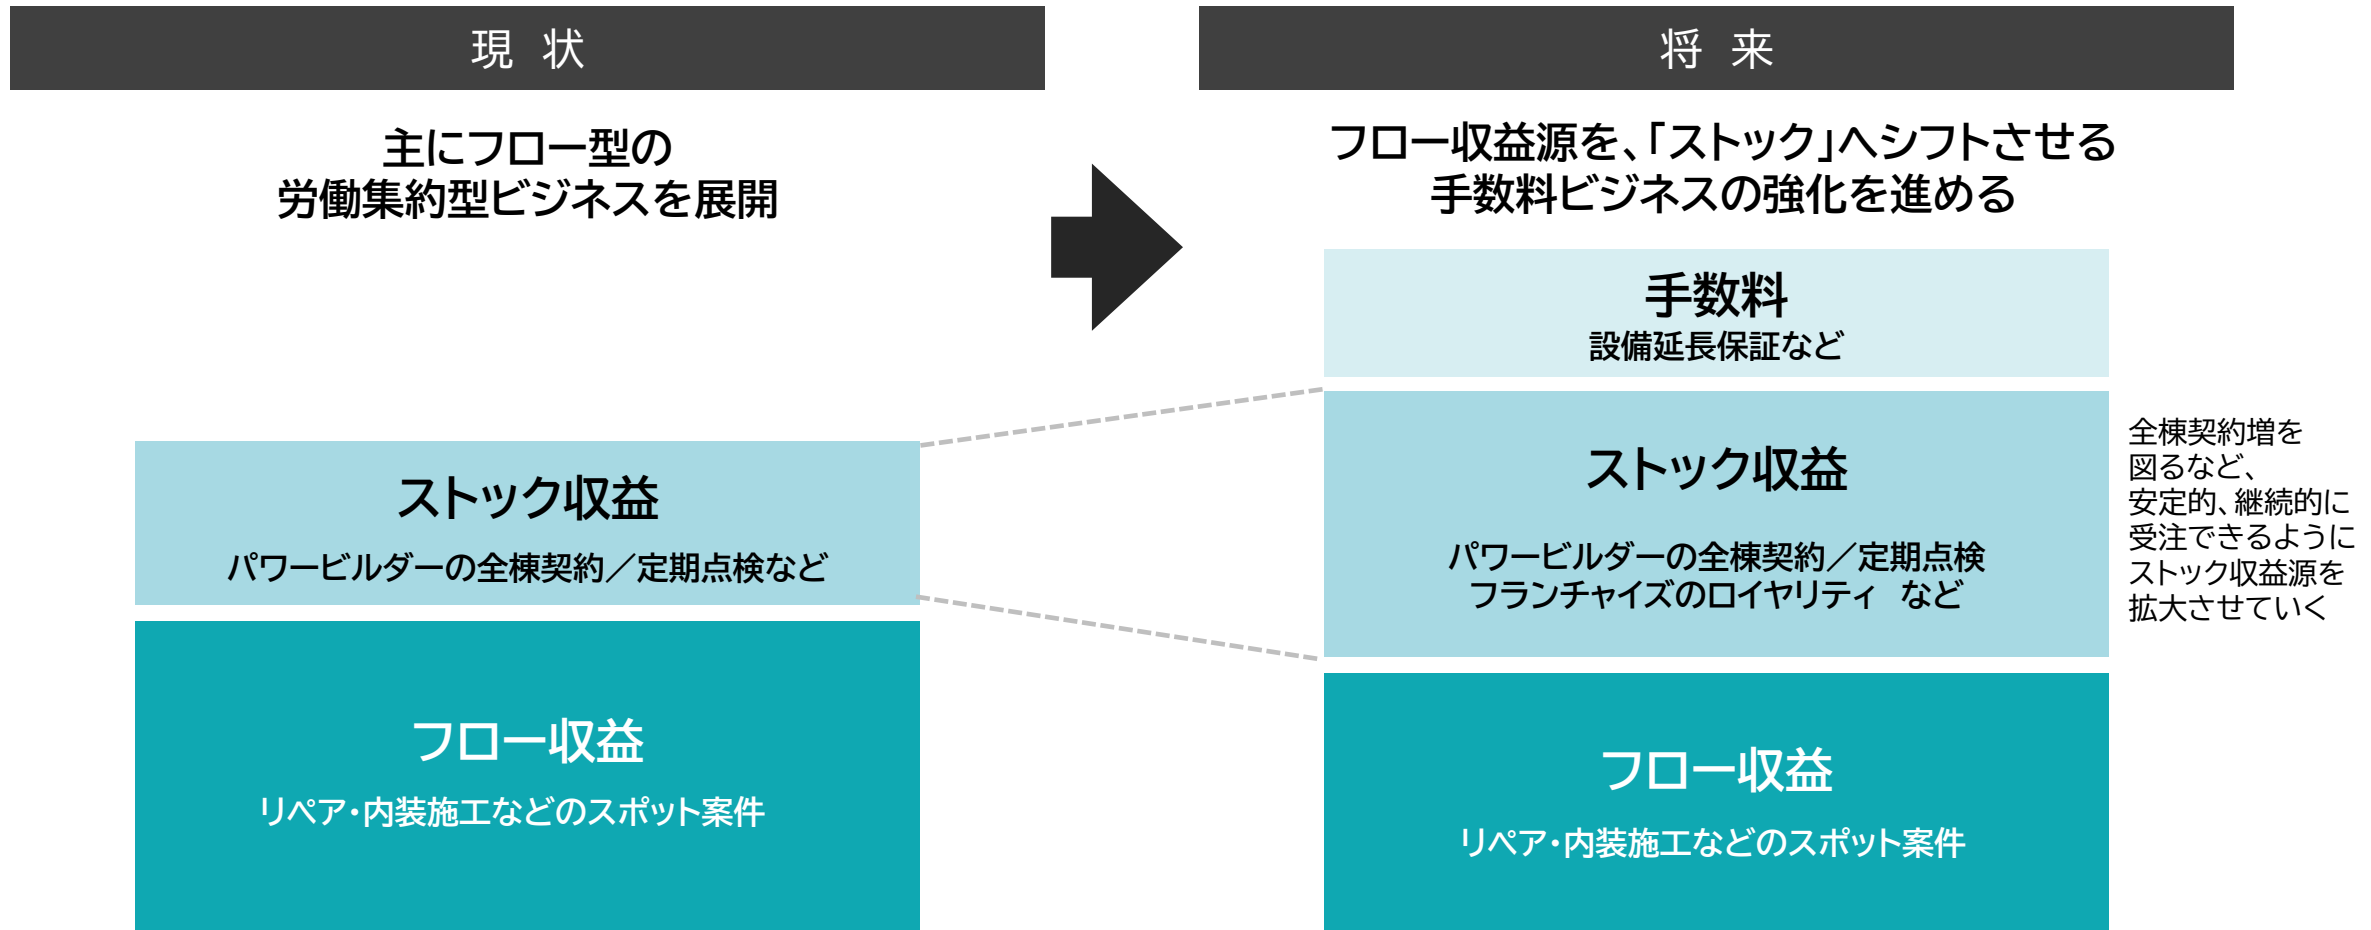 現 状
主にフロー型の
労働集約型ビジネスを展開
ストック収益
パワービルダーの全棟契約／定期点検など
フロー収益
リペア・内装施工などのスポット案件
将 来
フロー収益源を、「ストック」へシフトさせる
手数料ビジネスの強化を進める
手数料
設備延長保証など
ストック収益
パワービルダーの全棟契約／定期点検
フランチャイズのロイヤリティ など
フロー収益
リペア・内装施工などのスポット案件
全棟契約増を
図るなど、
安定的、継続的に
受注できるように
ストック収益源を
拡大させていく